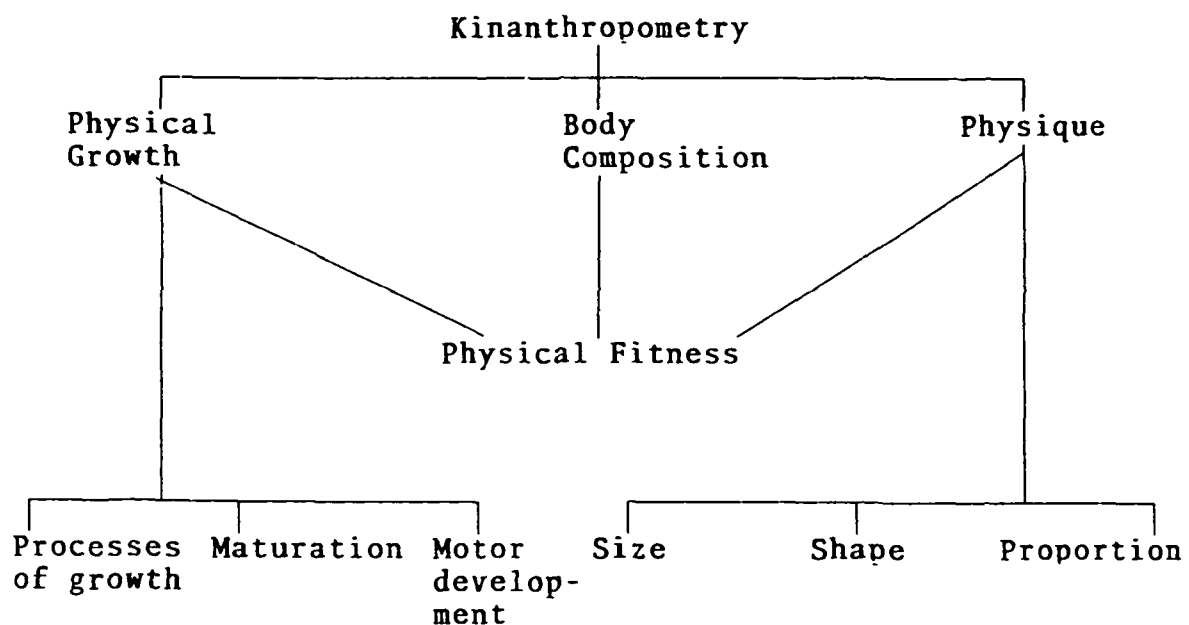 Kinanthropometry
Physical
Growth
Body
Composition
Physique
Physical Fitness
Processes
of growth
Maturation
Motor
develop-
ment
Size
Shape
Proportion